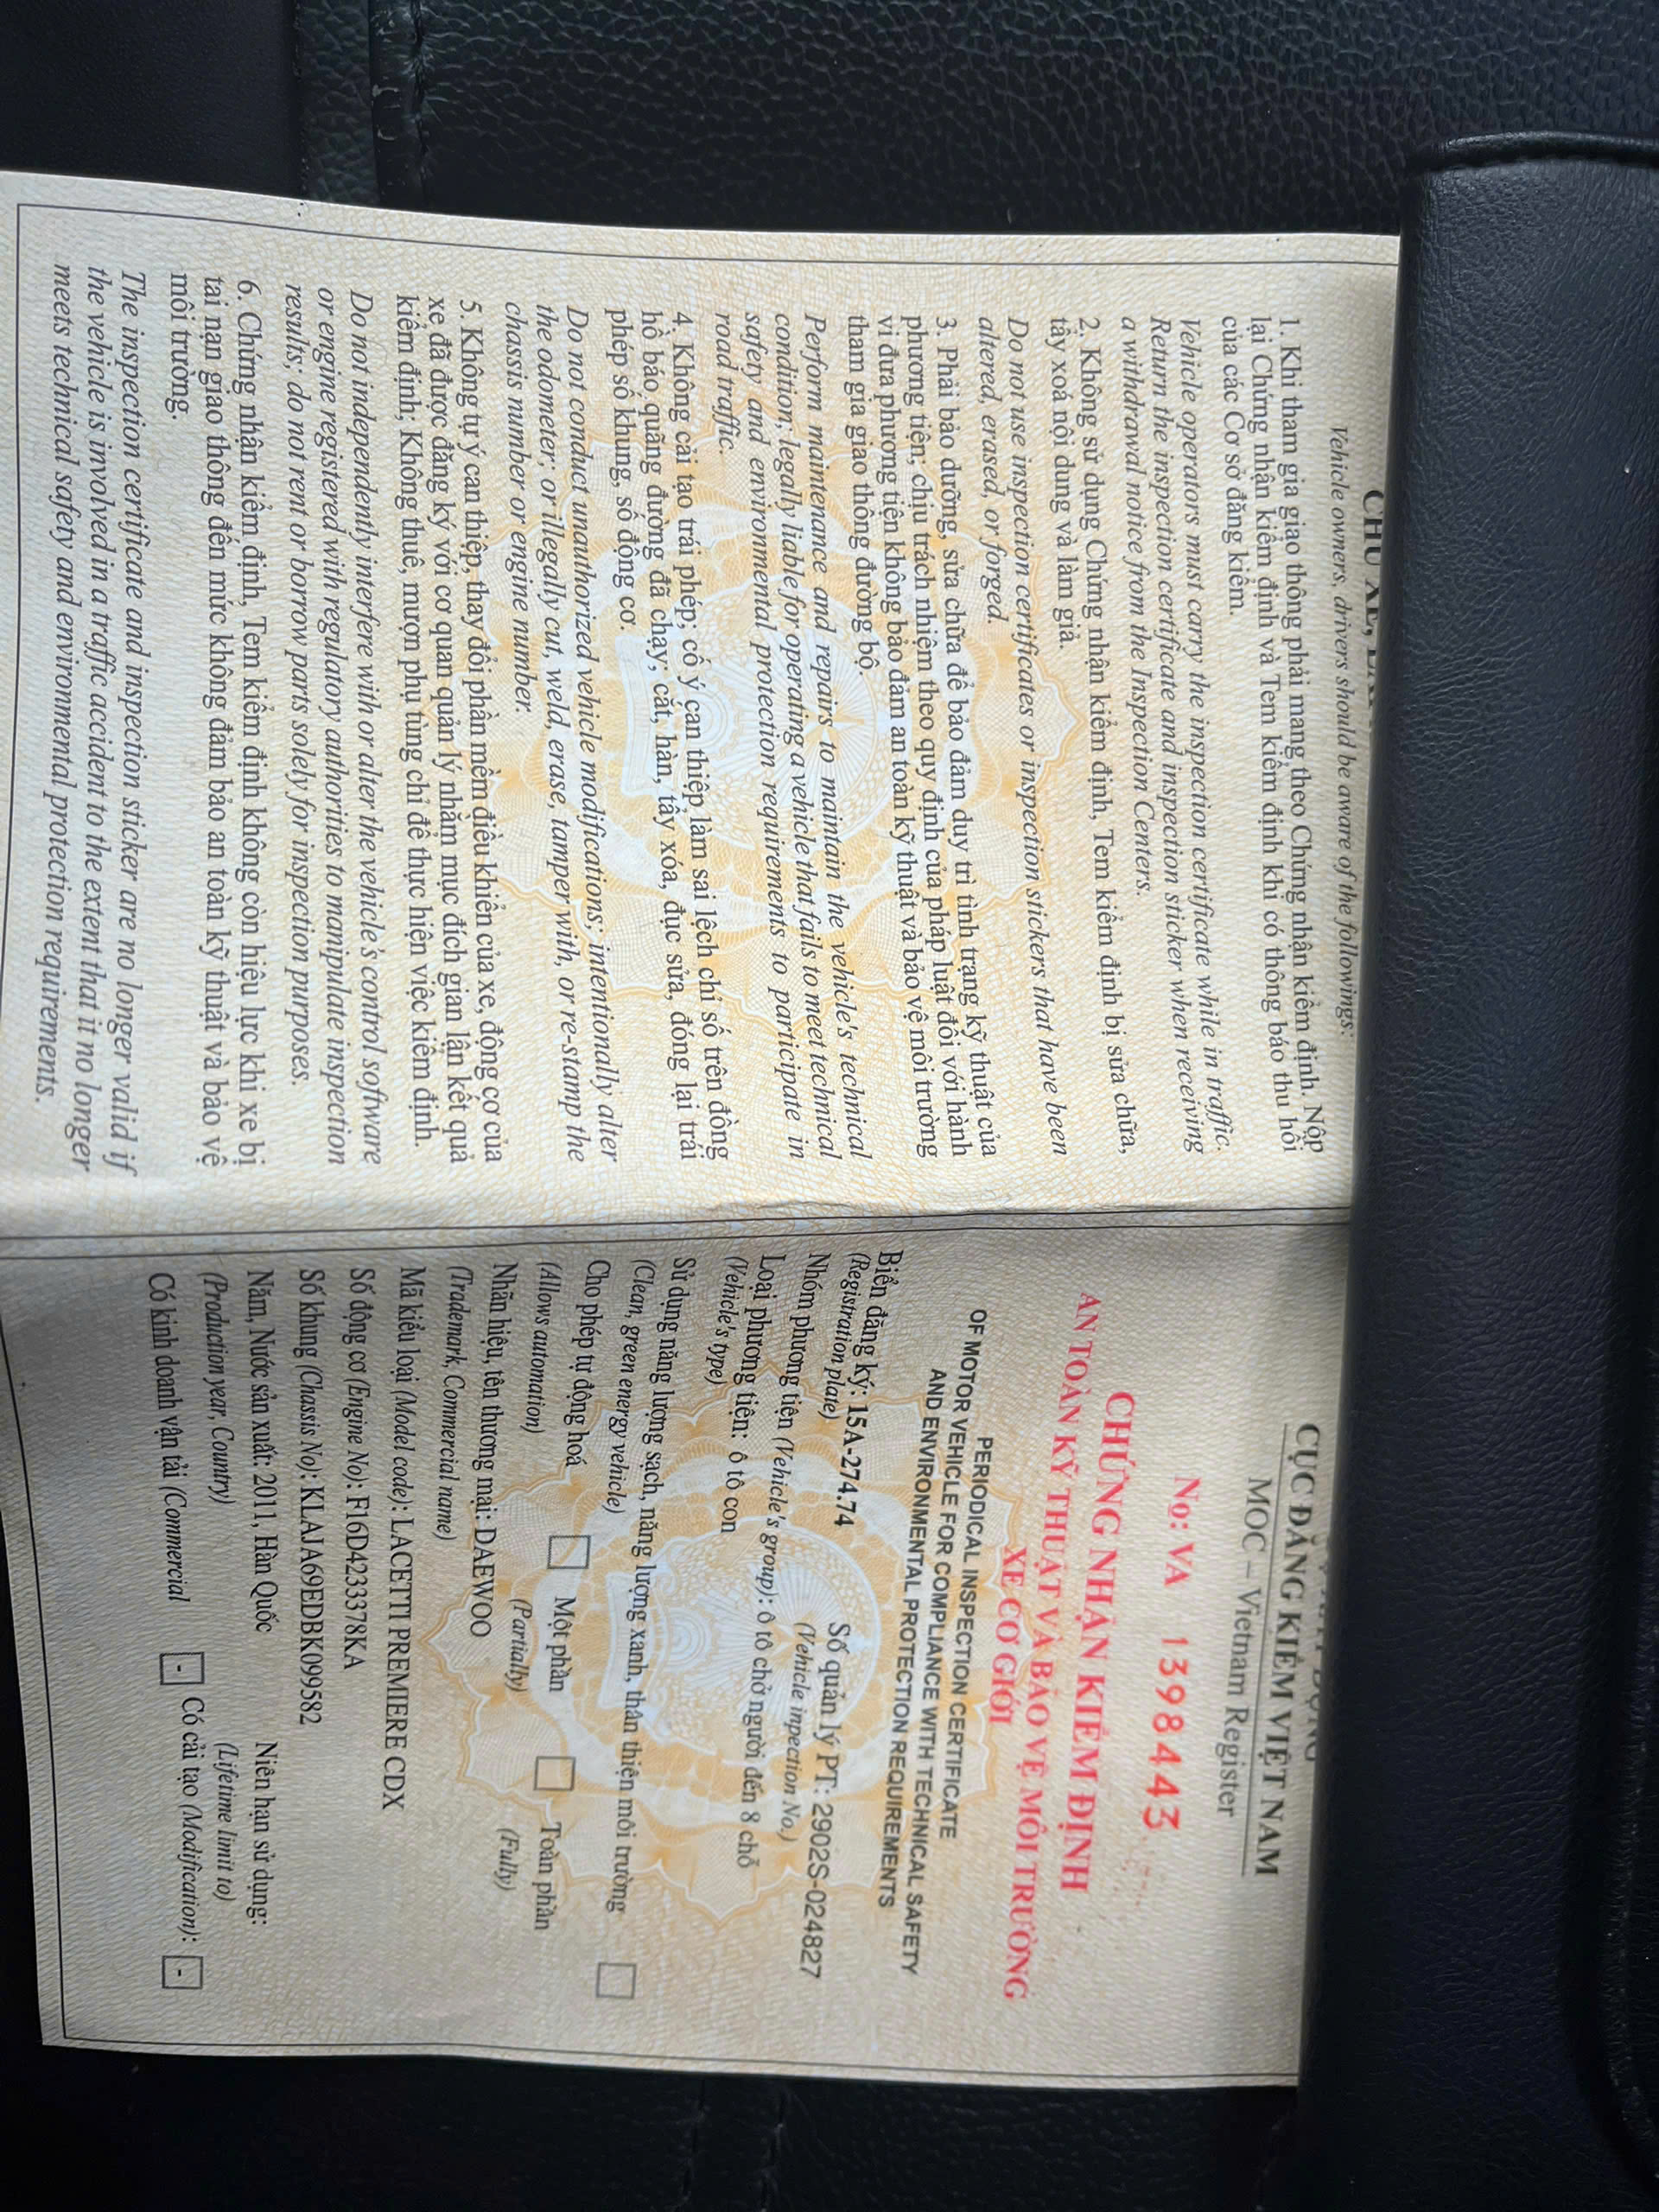 Vehicle owners, drivers should be aware of the followings:
1. Khi tham gia giao thông phải mang theo Chứng nhận kiểm định. Nộp
lại Chứng nhận kiểm định và Tem kiểm định khi có thông báo thu hồi
của các Cơ sở đăng kiểm.
Vehicle operators must carry the inspection certificate while in traffic.
Return the inspection certificate and inspection sticker when receiving
a withdrawal notice from the Inspection Centers.
2. Không sử dụng Chứng nhận kiểm định, Tem kiểm định bị sửa chữa,
tẩy xoá nội dung và làm giả.
Do not use inspection certificates or inspection stickers that have been
altered, erased, or forged.
3. Phải bảo dưỡng, sửa chữa để bảo đảm duy trì tình trạng kỹ thuật của
phương tiện; chịu trách nhiệm theo quy định của pháp luật đối với hành
vi đưa phương tiện không bảo đảm an toàn kỹ thuật và bảo vệ môi trường
tham gia giao thông đường bộ.
Perform maintenance and repairs to maintain the vehicle's technical
condition; legally liable for operating a vehicle that fails to meet technical
safety and environmental protection requirements to participate in
road traffic.
4. Không cải tạo trái phép; cố ý can thiệp, làm sai lệch chỉ số trên đồng
hồ báo quãng đường đã chạy; cắt, hàn, tẩy xóa, đục sửa, đóng lại trái
phép số khung, số động cơ.
Do not conduct unauthorized vehicle modifications; intentionally alter
the odometer; or illegally cut, weld, erase, tamper with, or re-stamp the
chassis number or engine number.
5. Không tự ý can thiệp, thay đổi phần mềm điều khiển của xe, động cơ của
xe đã được đăng ký với cơ quan quản lý nhằm mục đích gian lận kết quả
kiểm định; Không thuê, mượn phụ tùng chỉ để thực hiện việc kiểm định.
Do not independently interfere with or alter the vehicle's control software
or engine registered with regulatory authorities to manipulate inspection
results; do not rent or borrow parts solely for inspection purposes.
6. Chứng nhận kiểm định, Tem kiểm định không còn hiệu lực khi xe bị
tai nạn giao thông đến mức không đảm bảo an toàn kỹ thuật và bảo vệ
môi trường.
The inspection certificate and inspection sticker are no longer valid if
the vehicle is involved in a traffic accident to the extent that it no longer
meets technical safety and environmental protection requirements.
CỤC ĐĂNG KIỂM VIỆT NAM
MOC – Vietnam Register
No: VA 1398443
CHỨNG NHẬN KIỂM ĐỊNH
AN TOÀN KỸ THUẬT VÀ BẢO VỆ MÔI TRƯỜNG
XE CƠ GIỚI
PERIODICAL INSPECTION CERTIFICATE
OF MOTOR VEHICLE FOR COMPLIANCE WITH TECHNICAL SAFETY
AND ENVIRONMENTAL PROTECTION REQUIREMENTS
Biển đăng ký: 15A-274.74 Số quản lý PT: 2902S-024827
(Registration plate) (Vehicle inpection No.)
Nhóm phương tiện (Vehicle's group): ô tô chở người đến 8 chỗ
Loại phương tiện: ô tô con
(Vehicle's type)
Sử dụng năng lượng sạch, năng lượng xanh, thân thiện môi trường
(Clean, green energy vehicle)
Cho phép tự động hoá Một phần Toàn phần
(Allows automation) (Partially) (Fully)
Nhãn hiệu, tên thương mại: DAEWOO
(Trademark, Commercial name)
Mã kiểu loại (Model code): LACETTI PREMIERE CDX
Số động cơ (Engine No): F16D4233378KA
Số khung (Chassis No): KLAJA69EDBK099582
Năm, Nước sản xuất: 2011, Hàn Quốc Niên hạn sử dụng:
(Production year, Country) (Lifetime limit to)
Có kinh doanh vận tải (Commercial - Có cải tạo (Modification): -